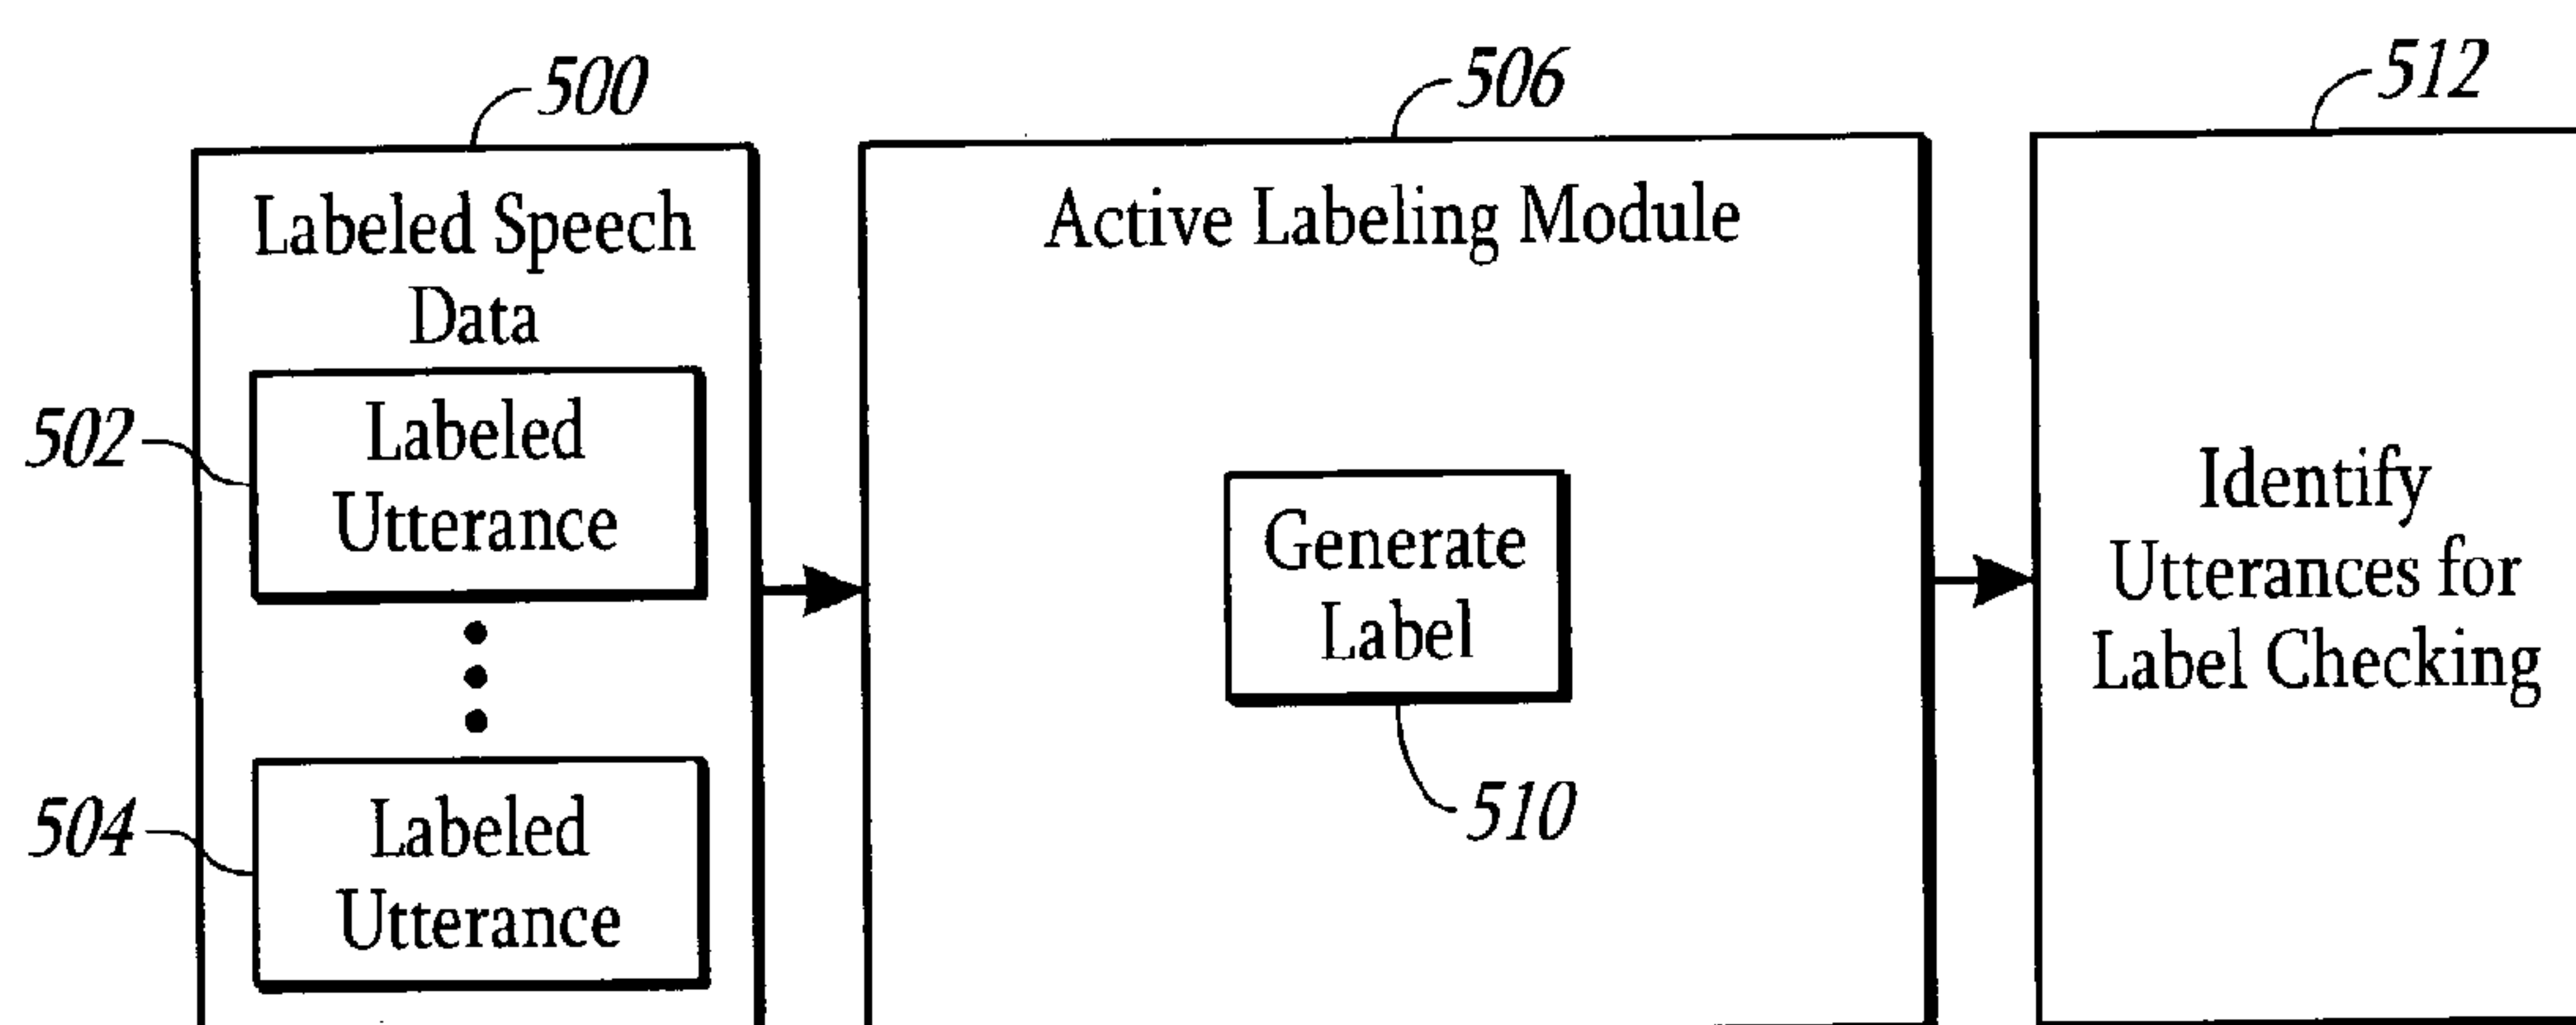 500
Labeled Speech
Data
502
Labeled
Utterance
504
Labeled
Utterance
506
Active Labeling Module
Generate
Label
510
512
Identify
Utterances for
Label Checking